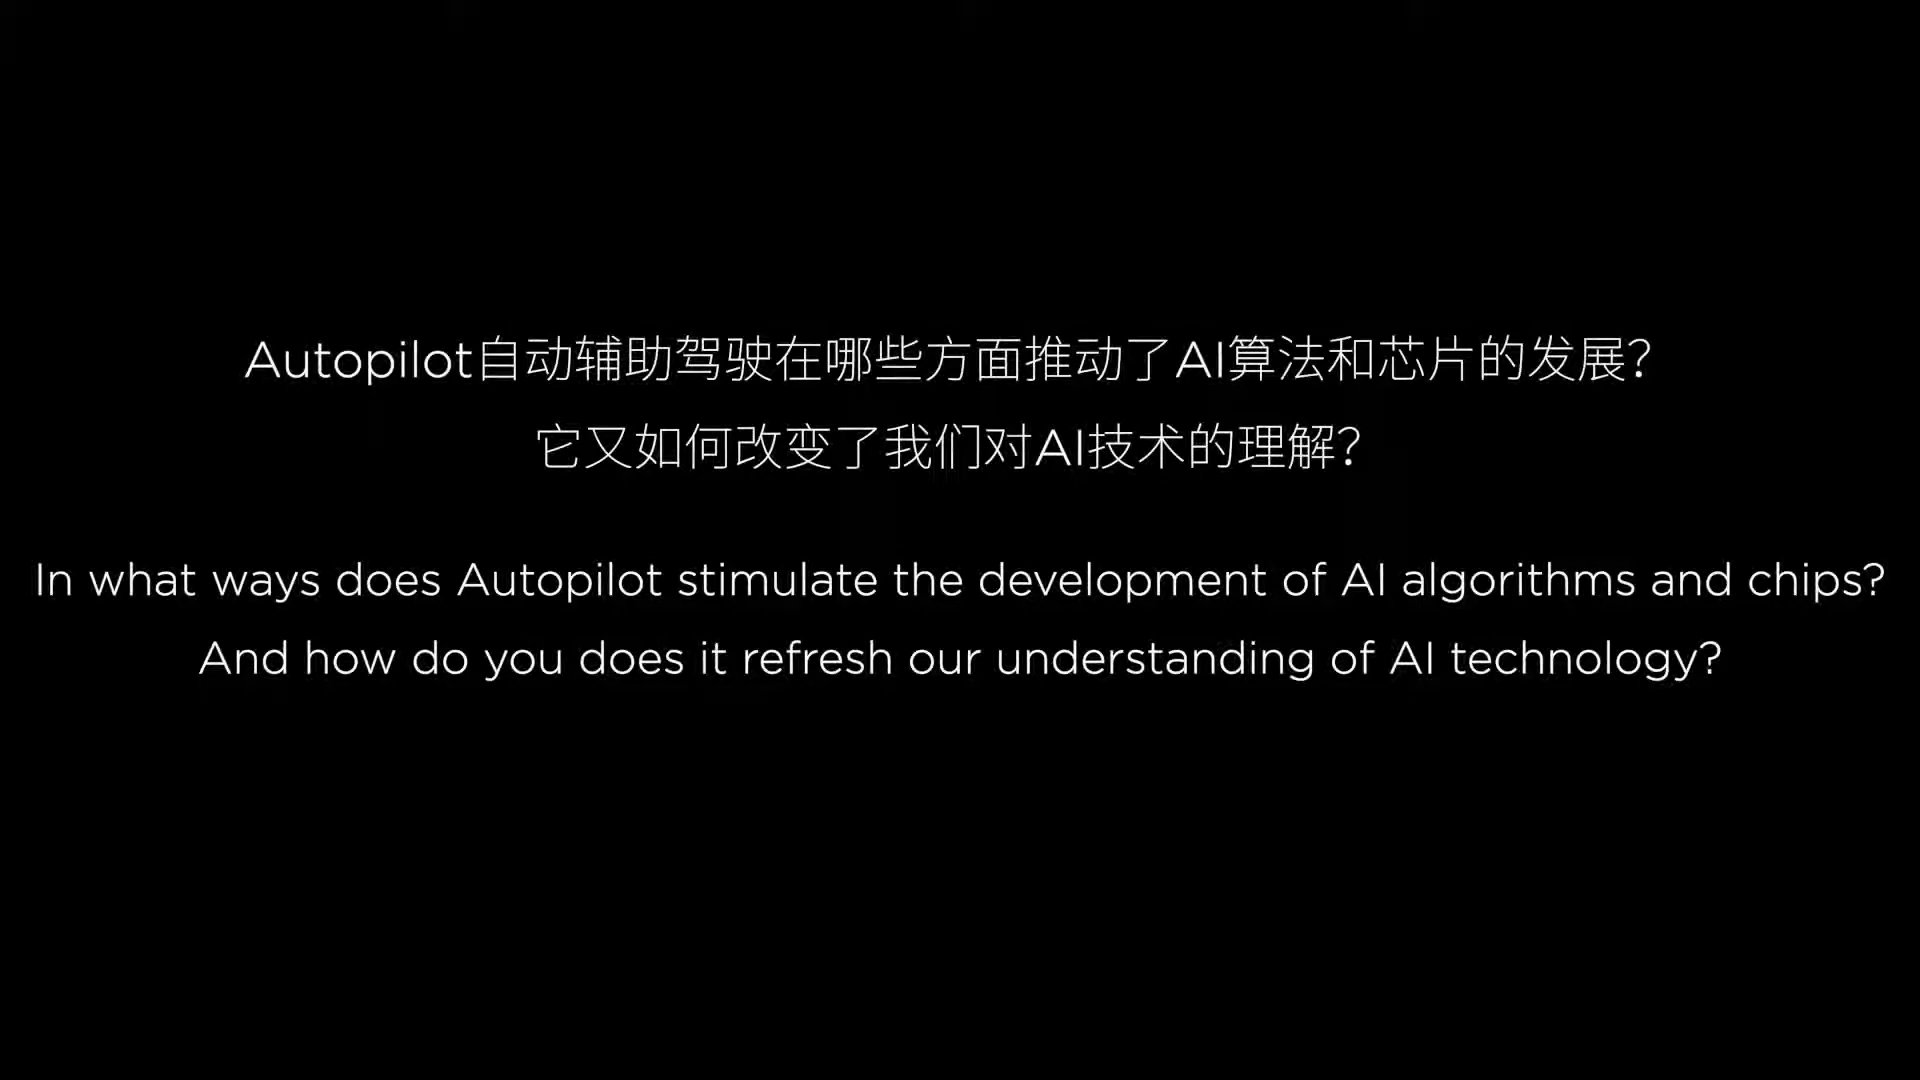 Autopilot自动辅助驾驶在哪些方面推动了AI算法和芯片的发展？
它又如何改变了我们对AI技术的理解？
In what ways does Autopilot stimulate the development of AI algorithms and chips?
And how do you does it refresh our understanding of AI technology?